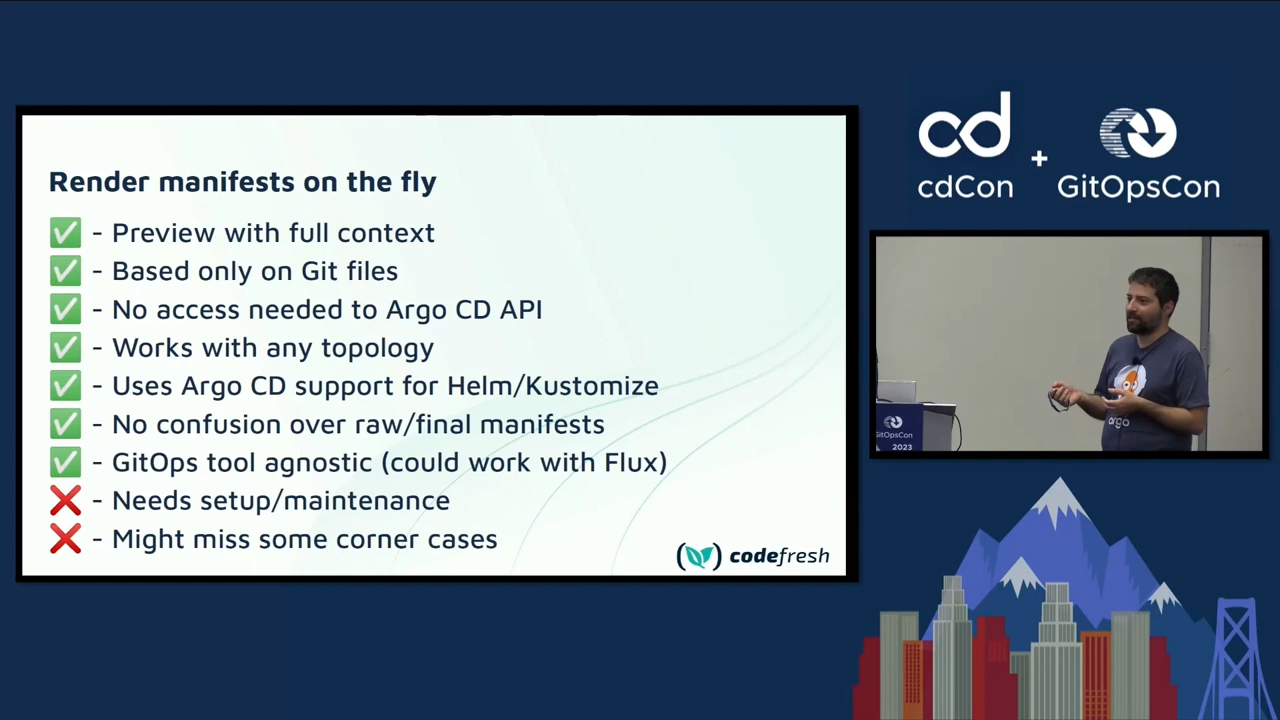 Render manifests on the fly
✅ - Preview with full context
✅ - Based only on Git files
✅ - No access needed to Argo CD API
✅ - Works with any topology
✅ - Uses Argo CD support for Helm/Kustomize
✅ - No confusion over raw/final manifests
✅ - GitOps tool agnostic (could work with Flux)
❌ - Needs setup/maintenance
❌ - Might miss some corner cases
codefresh
cd
cdCon
+
GitOpsCon
argo
GitOpsCon
2023